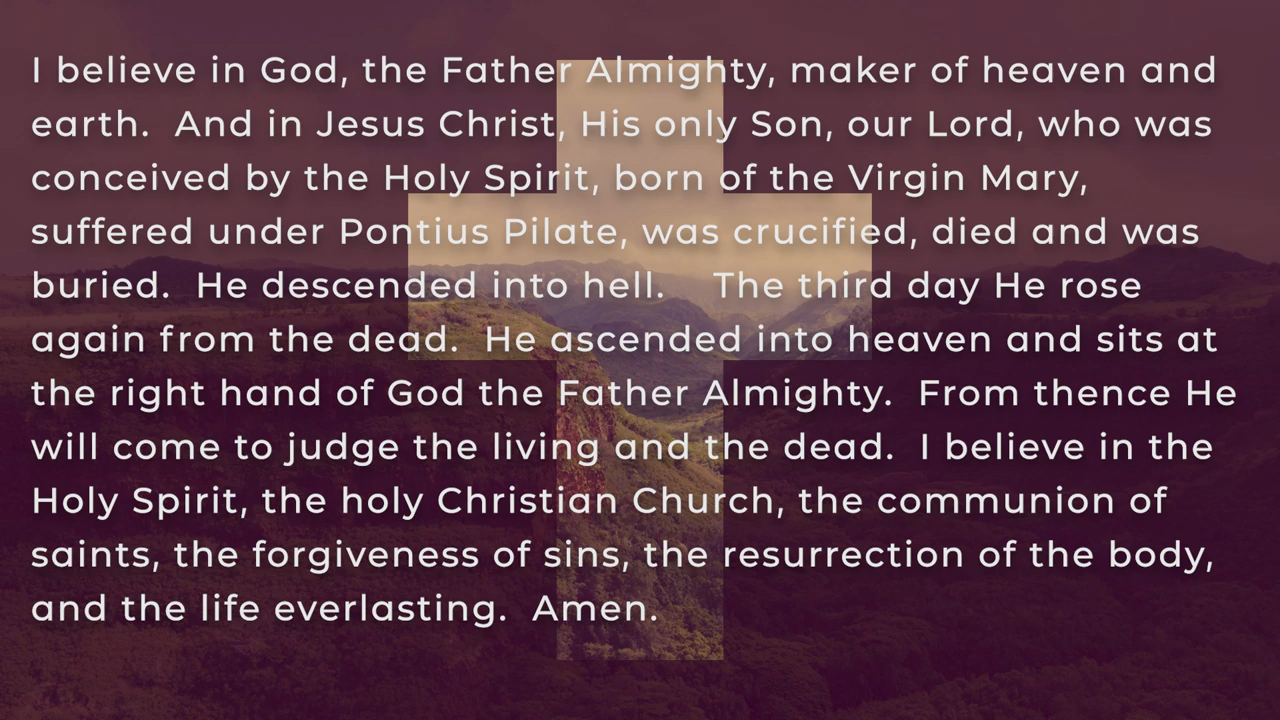 I believe in God, the Father Almighty, maker of heaven and
earth.  And in Jesus Christ, His only Son, our Lord, who was
conceived by the Holy Spirit, born of the Virgin Mary,
suffered under Pontius Pilate, was crucified, died and was
buried.  He descended into hell.    The third day He rose
again from the dead.  He ascended into heaven and sits at
the right hand of God the Father Almighty.  From thence He
will come to judge the living and the dead.  I believe in the
Holy Spirit, the holy Christian Church, the communion of
saints, the forgiveness of sins, the resurrection of the body,
and the life everlasting.  Amen.